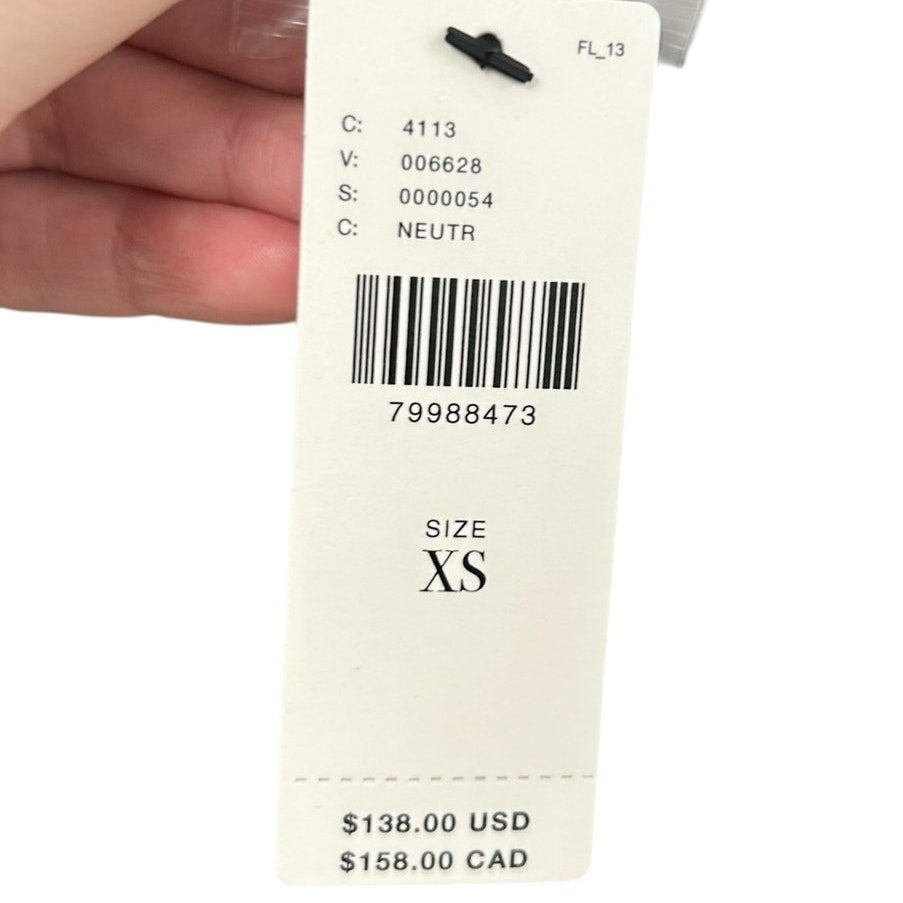 FL_13
C: 4113
V: 006628
S: 0000054
C: NEUTR
79988473
SIZE
XS
$138.00 USD
$158.00 CAD